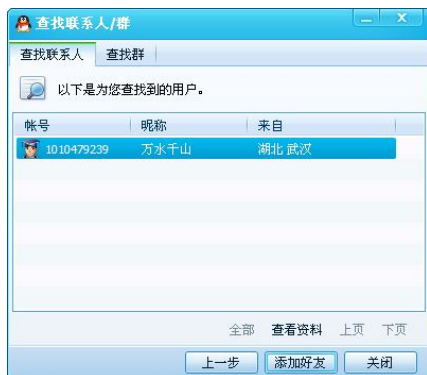 查找联系人/群
查找联系人 查找群
以下是为您查找到的用户。
帐号 昵称 来自
1010479239 万水千山 湖北 武汉
全部 查看资料 上页 下页
上一步 添加好友 关闭